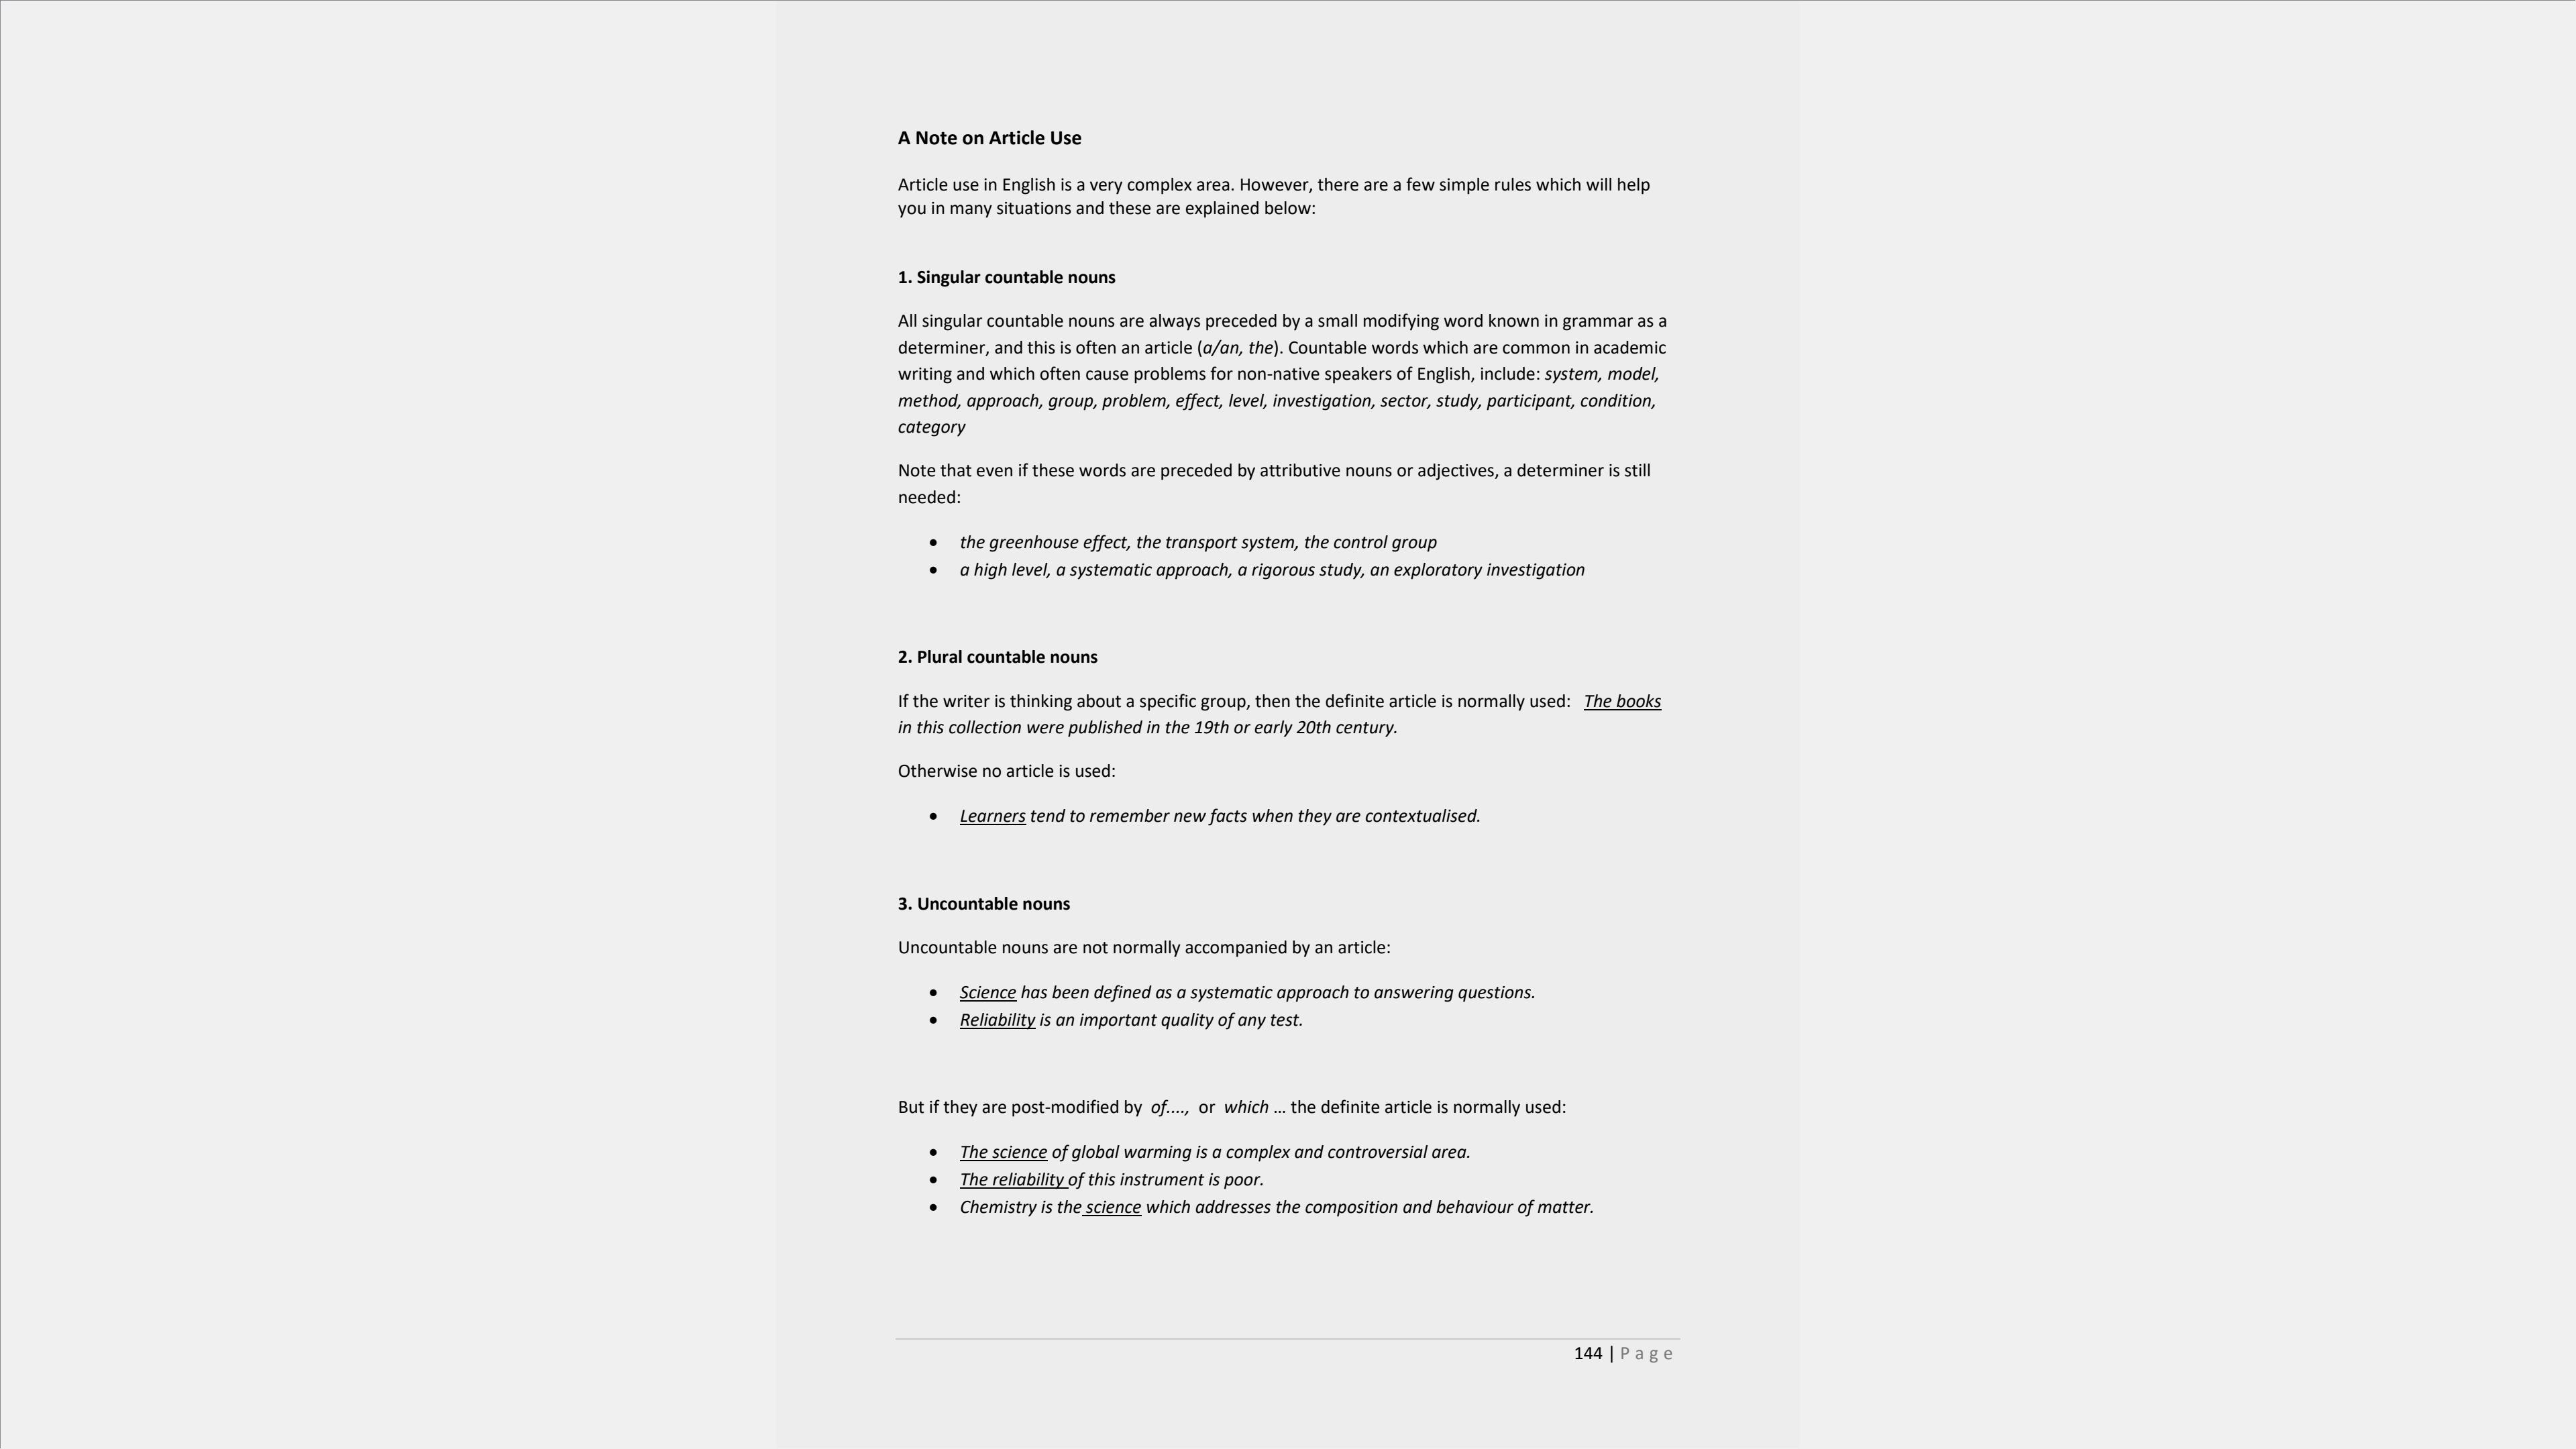 A Note on Article Use
Article use in English is a very complex area. However, there are a few simple rules which will help
you in many situations and these are explained below:
1. Singular countable nouns
All singular countable nouns are always preceded by a small modifying word known in grammar as a
determiner, and this is often an article (a/an, the). Countable words which are common in academic
writing and which often cause problems for non-native speakers of English, include: system, model,
method, approach, group, problem, effect, level, investigation, sector, study, participant, condition,
category
Note that even if these words are preceded by attributive nouns or adjectives, a determiner is still
needed:
• the greenhouse effect, the transport system, the control group
• a high level, a systematic approach, a rigorous study, an exploratory investigation
2. Plural countable nouns
If the writer is thinking about a specific group, then the definite article is normally used: The books
in this collection were published in the 19th or early 20th century.
Otherwise no article is used:
• Learners tend to remember new facts when they are contextualised.
3. Uncountable nouns
Uncountable nouns are not normally accompanied by an article:
• Science has been defined as a systematic approach to answering questions.
• Reliability is an important quality of any test.
But if they are post-modified by of...., or which … the definite article is normally used:
• The science of global warming is a complex and controversial area.
• The reliability of this instrument is poor.
• Chemistry is the science which addresses the composition and behaviour of matter.
144 | Page